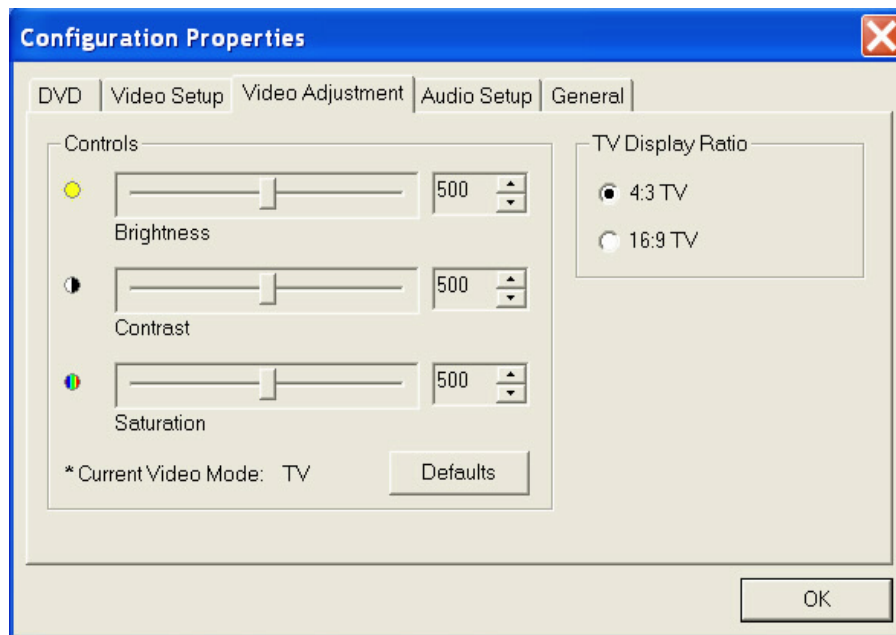 Configuration Properties
DVD
Video Setup
Video Adjustment
Audio Setup
General
Controls
500
Brightness
500
Contrast
500
Saturation
* Current Video Mode: TV
Defaults
TV Display Ratio
4:3 TV
16:9 TV
OK